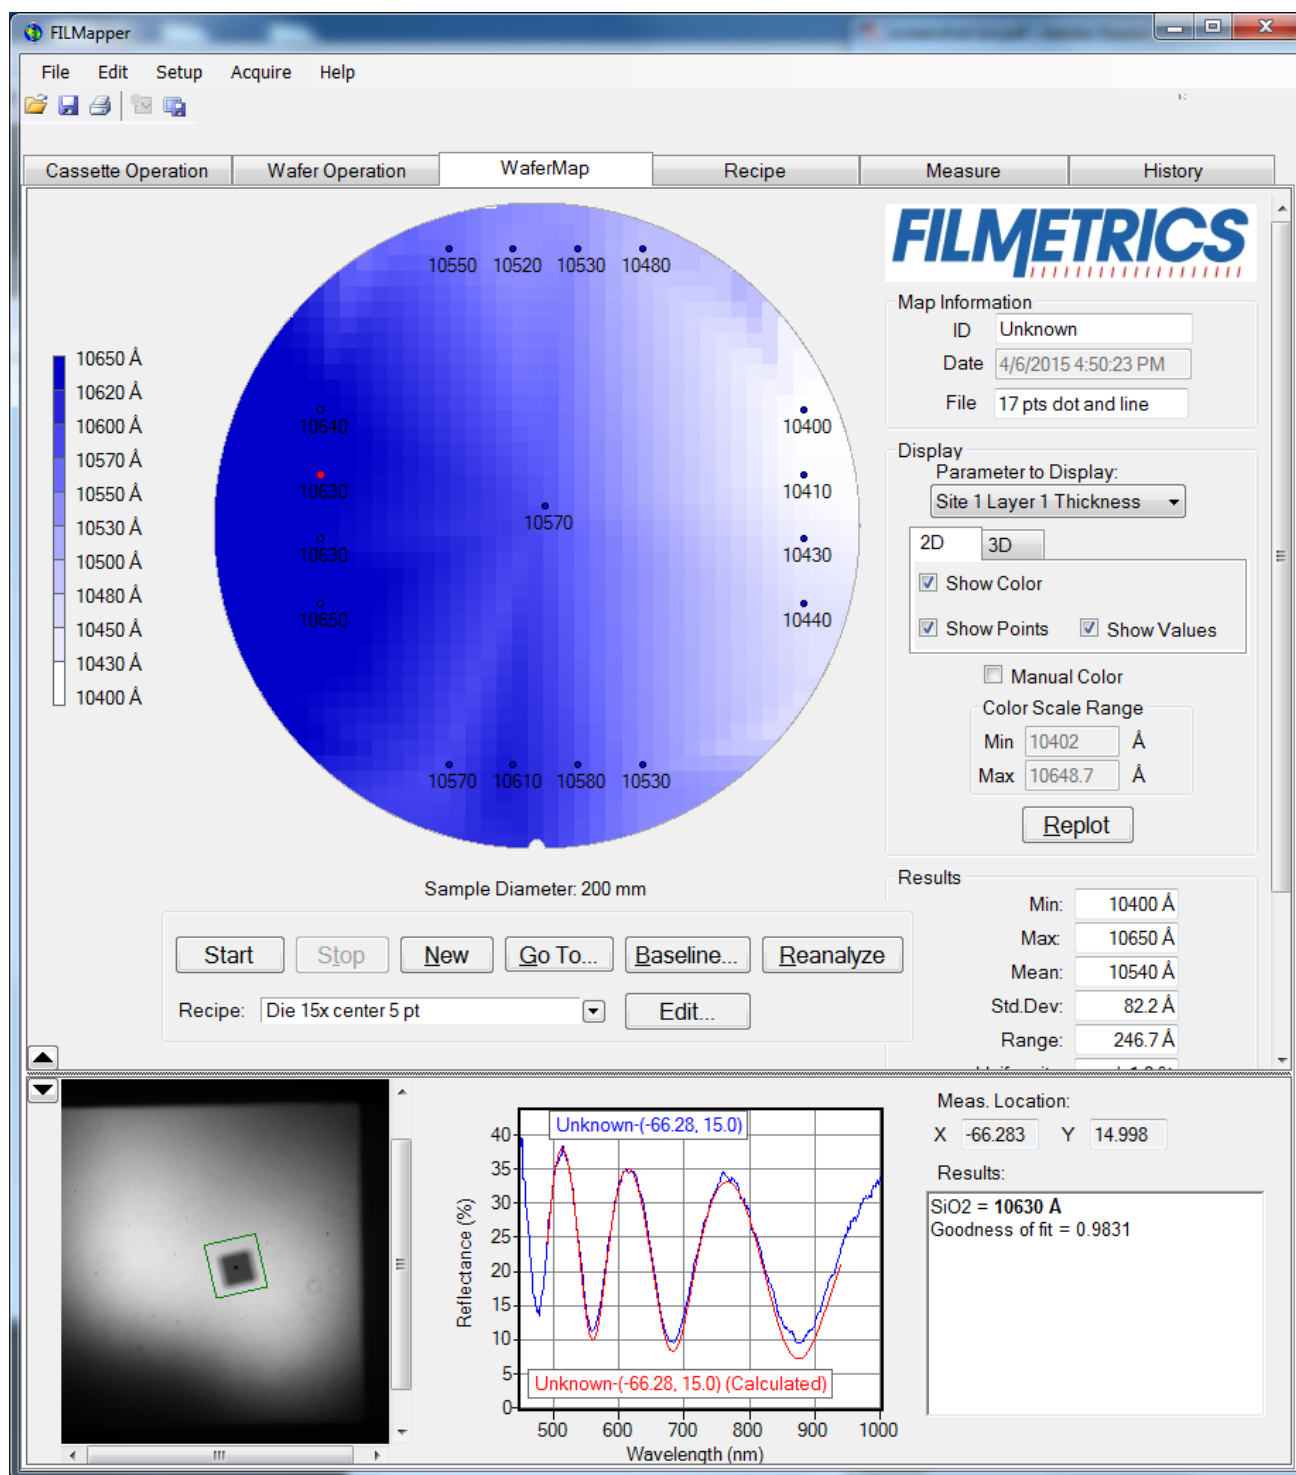 FILMapper
File Edit Setup Acquire Help
Cassette Operation Wafer Operation WaferMap Recipe Measure History
FILMETRICS
Map Information
ID Unknown
Date 4/6/2015 4:50:23 PM
File 17 pts dot and line
Display
Parameter to Display:
Site 1 Layer 1 Thickness
2D 3D
Show Color
Show Points Show Values
Manual Color
Color Scale Range
Min 10402 Å
Max 10648.7 Å
Replot
10650 Å
10620 Å
10600 Å
10570 Å
10550 Å
10530 Å
10500 Å
10480 Å
10450 Å
10430 Å
10400 Å
10550 10520 10530 10480
10640 10400
10630 10410
10570
10630 10430
10650 10440
10570 10610 10580 10530
Sample Diameter: 200 mm
Start Stop New Go To... Baseline... Reanalyze
Recipe: Die 15x center 5 pt Edit...
Results
Min: 10400 Å
Max: 10650 Å
Mean: 10540 Å
Std.Dev: 82.2 Å
Range: 246.7 Å
Unknown-(-66.28, 15.0)
Reflectance (%)
40
35
30
25
20
15
10
5
0
Unknown-(-66.28, 15.0) (Calculated)
500 600 700 800 900 1000
Wavelength (nm)
Meas. Location:
X -66.283 Y 14.998
Results:
SiO2 = 10630 Å
Goodness of fit = 0.9831